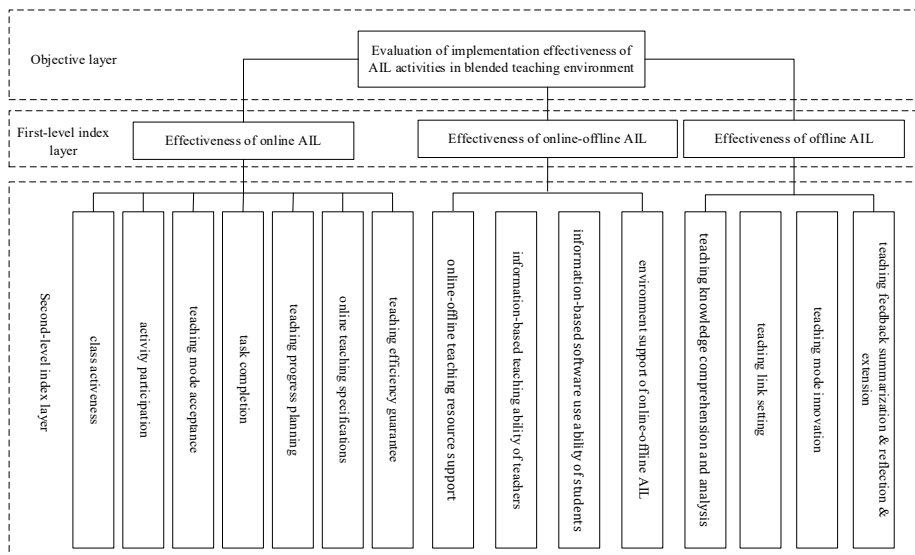 Objective layer
Evaluation of implementation effectiveness of
AIL activities in blended teaching environment
First-level index
layer
Effectiveness of online AIL
Effectiveness of online-offline AIL
Effectiveness of offline AIL
Second-level index layer
class activeness
activity participation
teaching mode acceptance
task completion
teaching progress planning
online teaching specifications
teaching efficiency guarantee
online-offline teaching resource support
information-based teaching ability of teachers
information-based software use ability of students
environment support of online-offline AIL
teaching knowledge comprehension and analysis
teaching link setting
teaching mode innovation
teaching feedback summarization & reflection &
extension